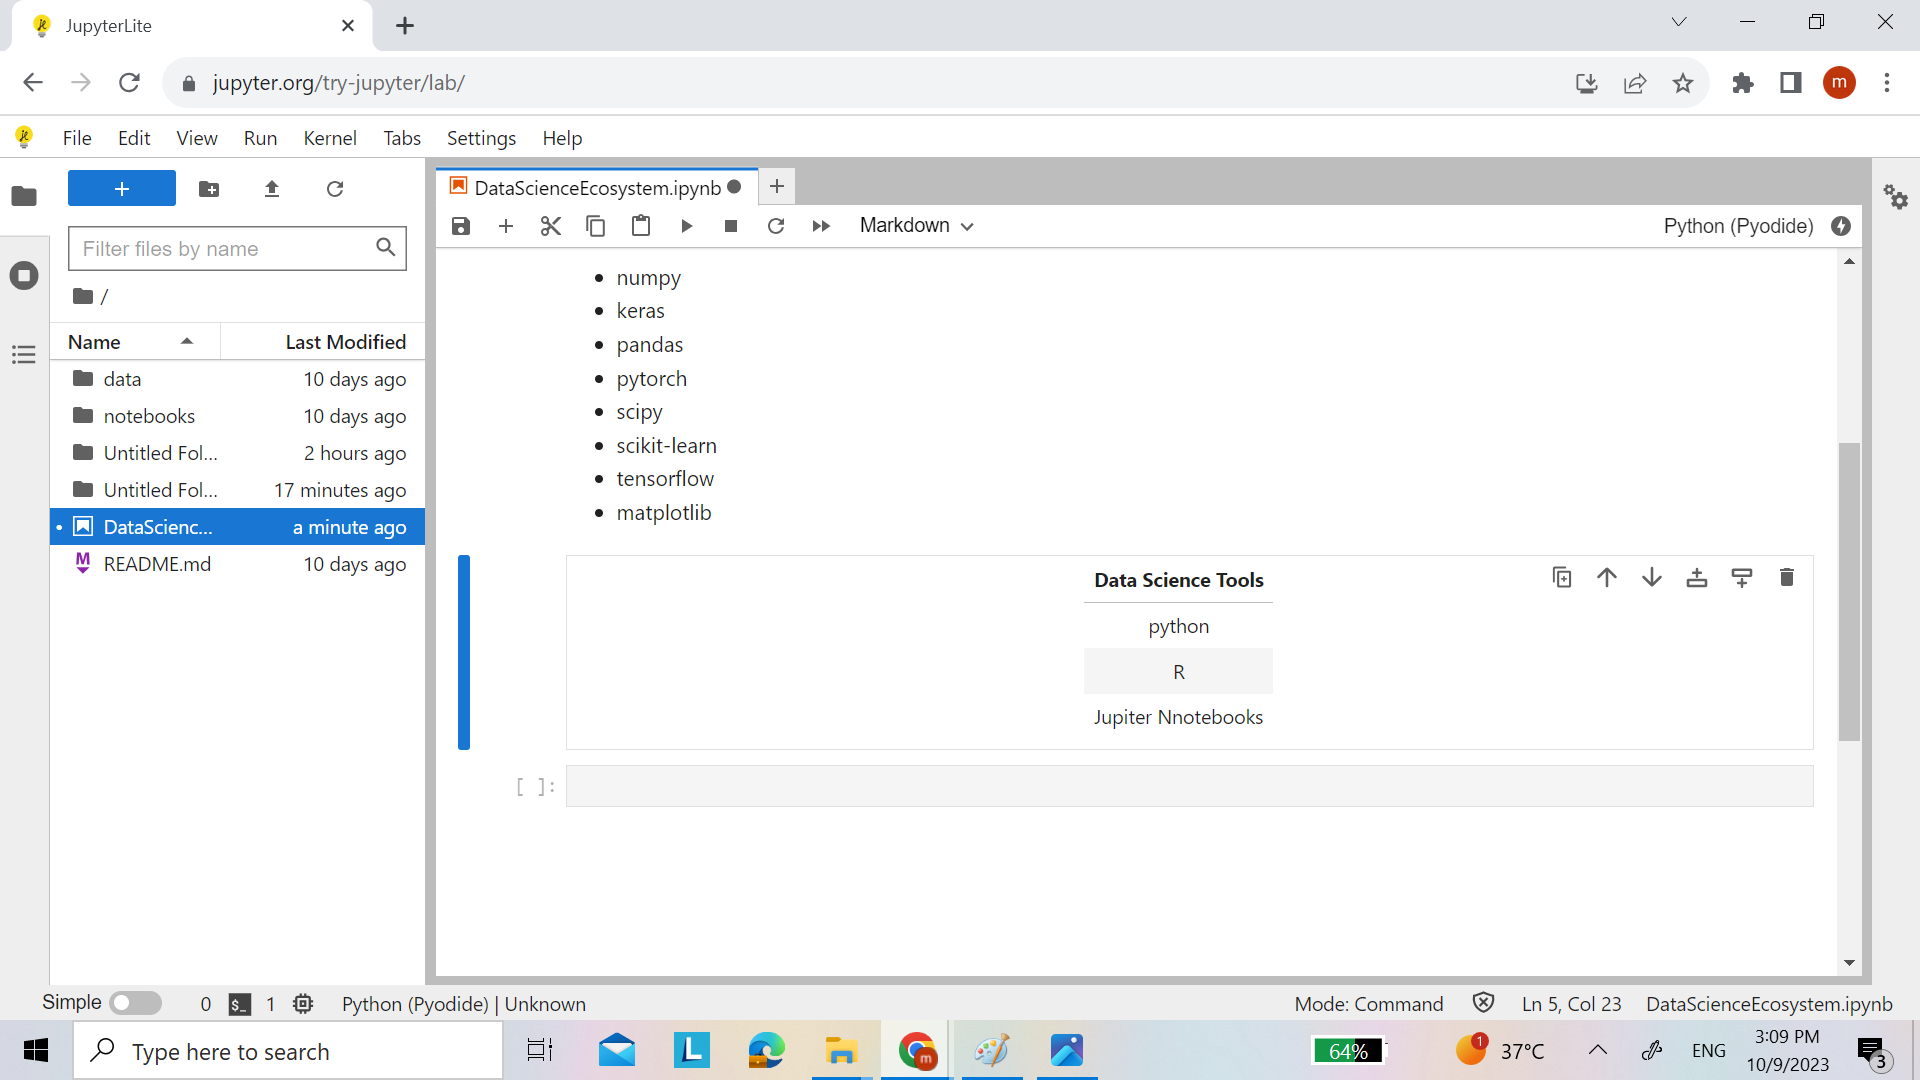 JupyterLite
jupyter.org/try-jupyter/lab/
m
File Edit View Run Kernel Tabs Settings Help
DataScienceEcosystem.ipynb
Markdown
Python (Pyodide)
Filter files by name
/
Name Last Modified
data 10 days ago
notebooks 10 days ago
Untitled Fol... 2 hours ago
Untitled Fol... 17 minutes ago
DataScienc... a minute ago
README.md 10 days ago
numpy
keras
pandas
pytorch
scipy
scikit-learn
tensorflow
matplotlib
Data Science Tools
python
R
Jupiter Nnotebooks
[ ]:
Simple 0 $_ 1 Python (Pyodide) | Unknown
Mode: Command Ln 5, Col 23 DataScienceEcosystem.ipynb
Type here to search
L
m
64%
1
37°C
ENG
3:09 PM
10/9/2023
3